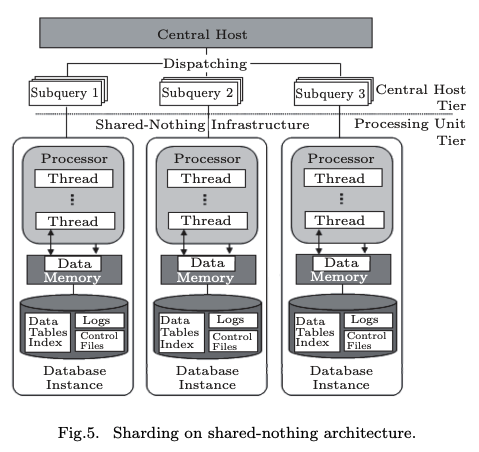 Central Host
Dispatching
Subquery 1
Subquery 2
Subquery 3
Central Host
Tier
Shared-Nothing Infrastructure
Processing Unit
Tier
Processor
Thread
Thread
Data
Memory
Data
Tables
Index
Logs
Control
Files
Database
Instance
Processor
Thread
Thread
Data
Memory
Data
Tables
Index
Logs
Control
Files
Database
Instance
Processor
Thread
Thread
Data
Memory
Data
Tables
Index
Logs
Control
Files
Database
Instance
Fig.5. Sharding on shared-nothing architecture.